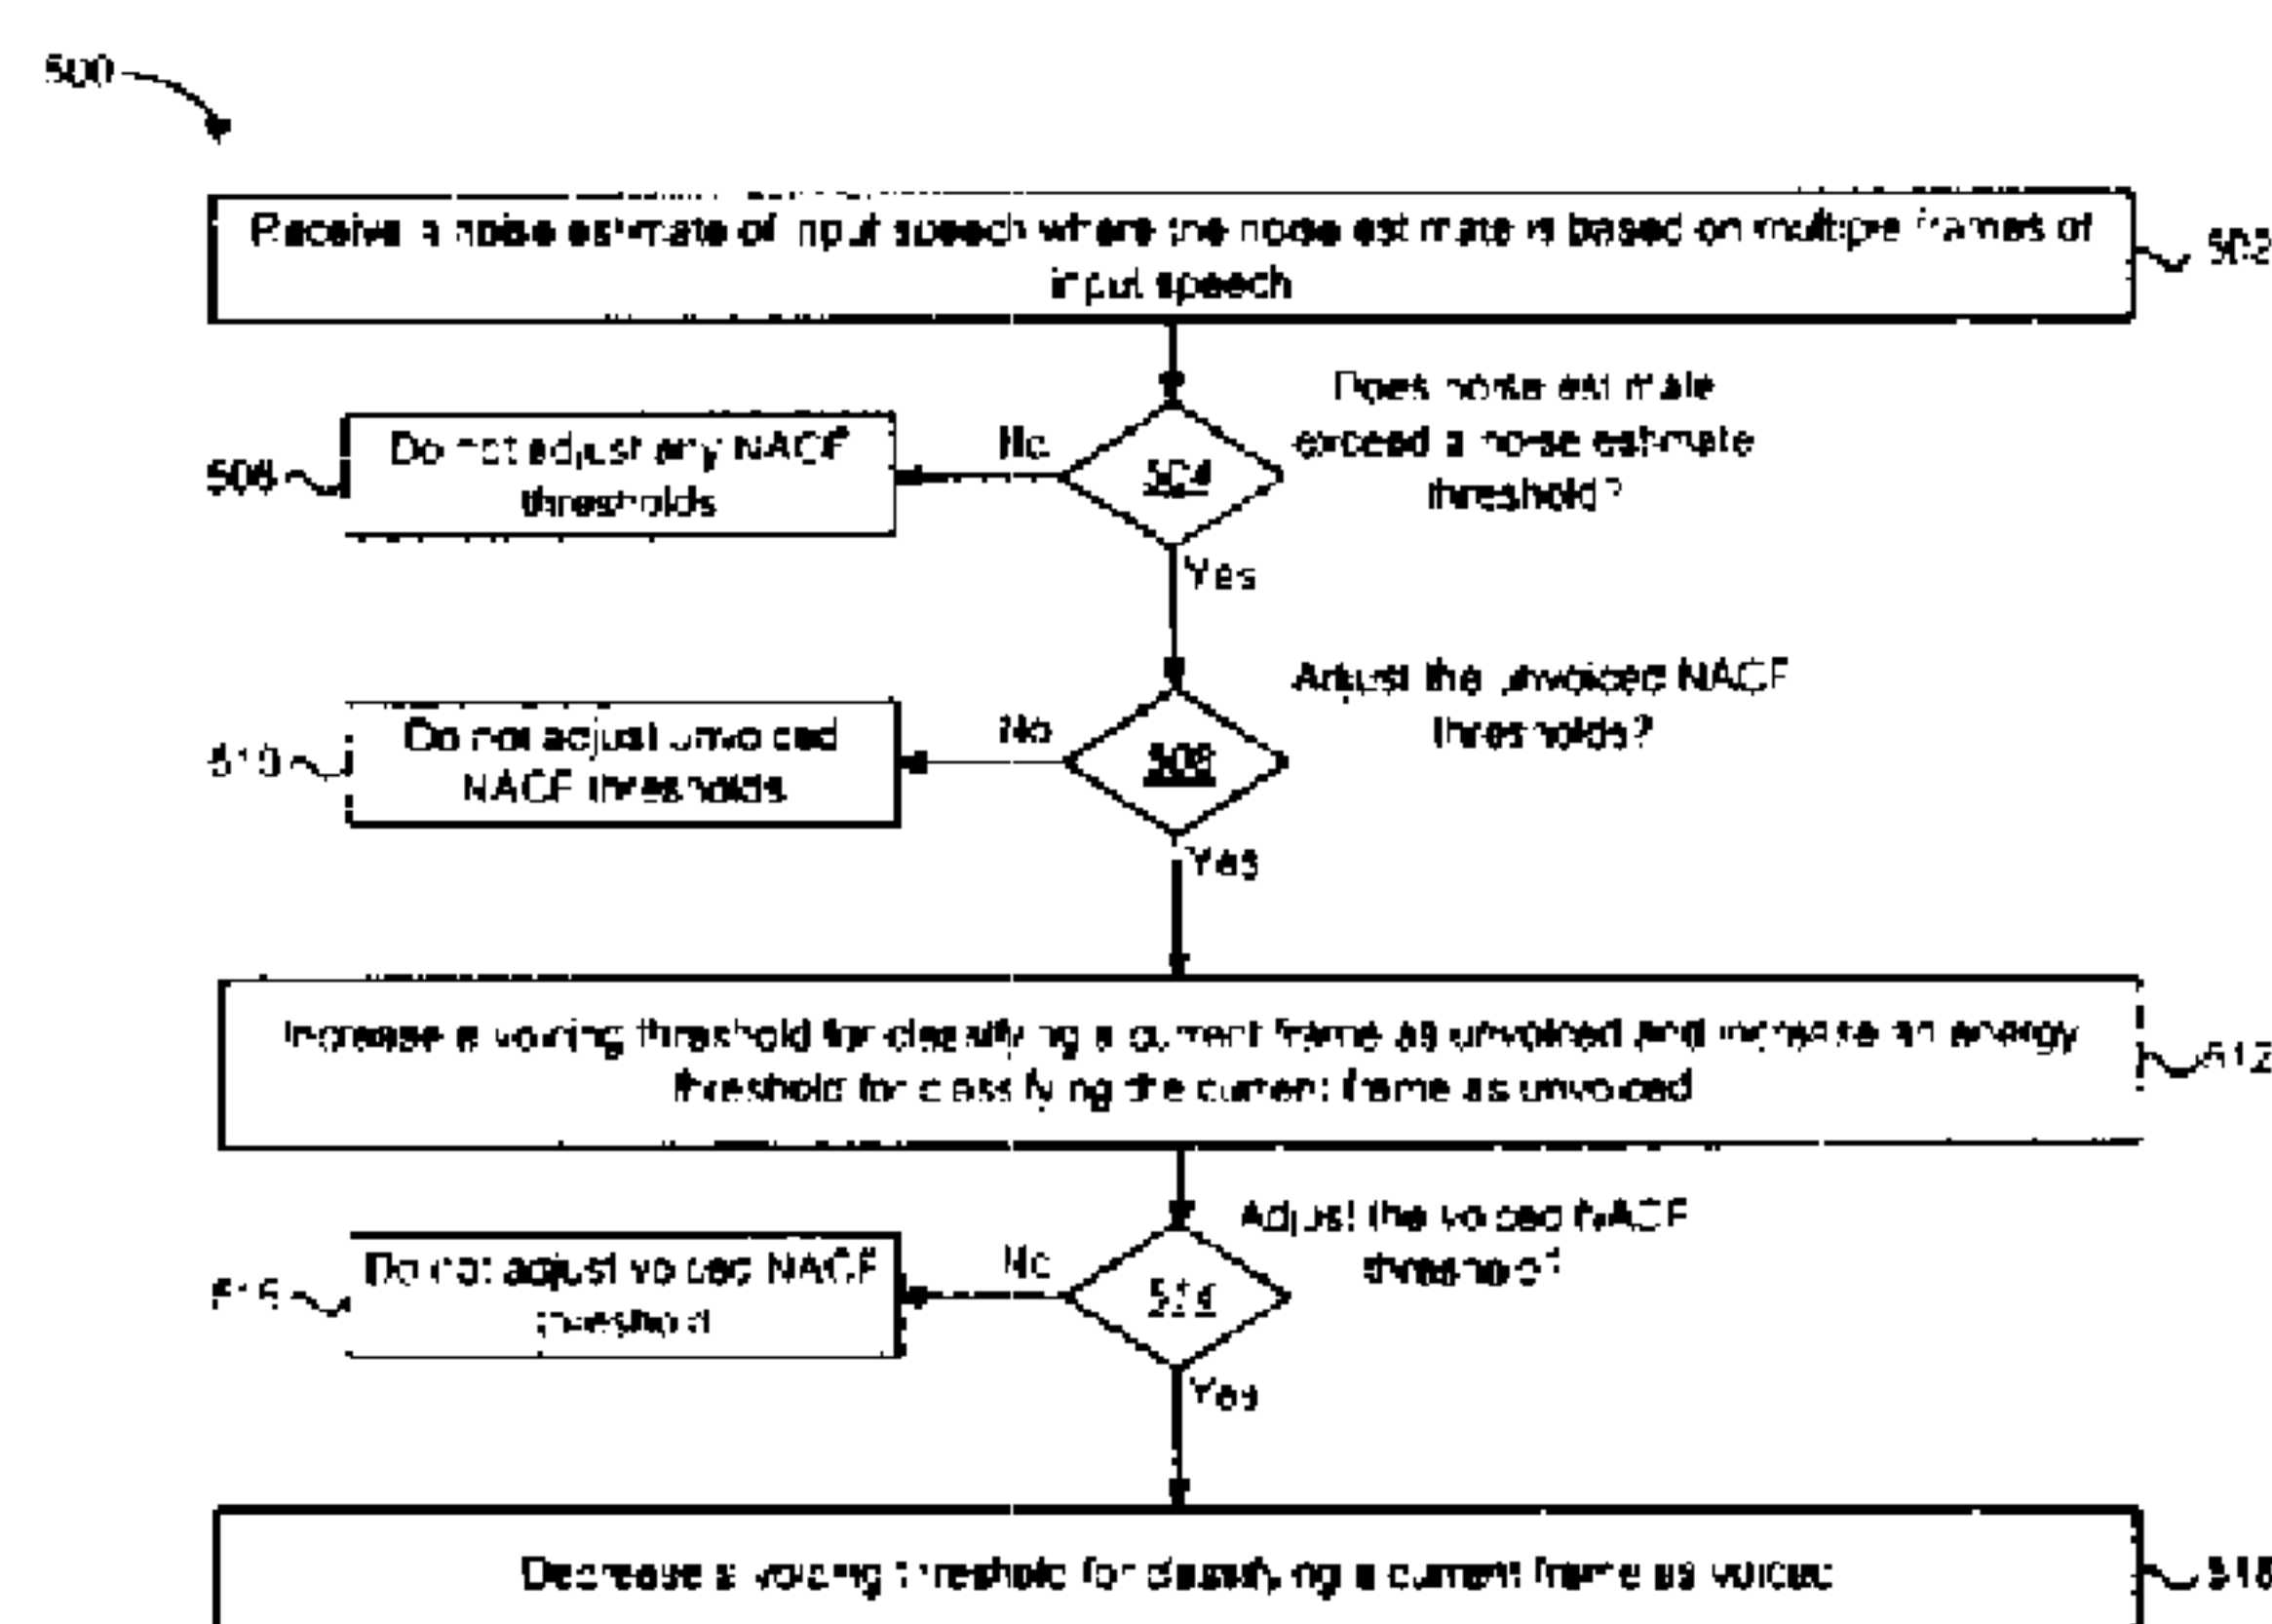 500
Receive a noise estimate of input speech where the noise estimate is based on multiple frames of
input speech
502
Does noise estimate
exceed a noise estimate
threshold?
504
No
Do not adjust any NACF
thresholds
Yes
Adjust the unvoiced NACF
thresholds?
508
No
Do not adjust unvoiced
NACF thresholds
510
Yes
Increase a voicing threshold for classifying a current frame as unvoiced and increase an energy
threshold for classifying the current frame as unvoiced
512
Adjust the voiced NACF
threshold?
514
No
Do not adjust voiced NACF
threshold
516
Yes
Decrease a voicing threshold for classifying a current frame as voiced
518